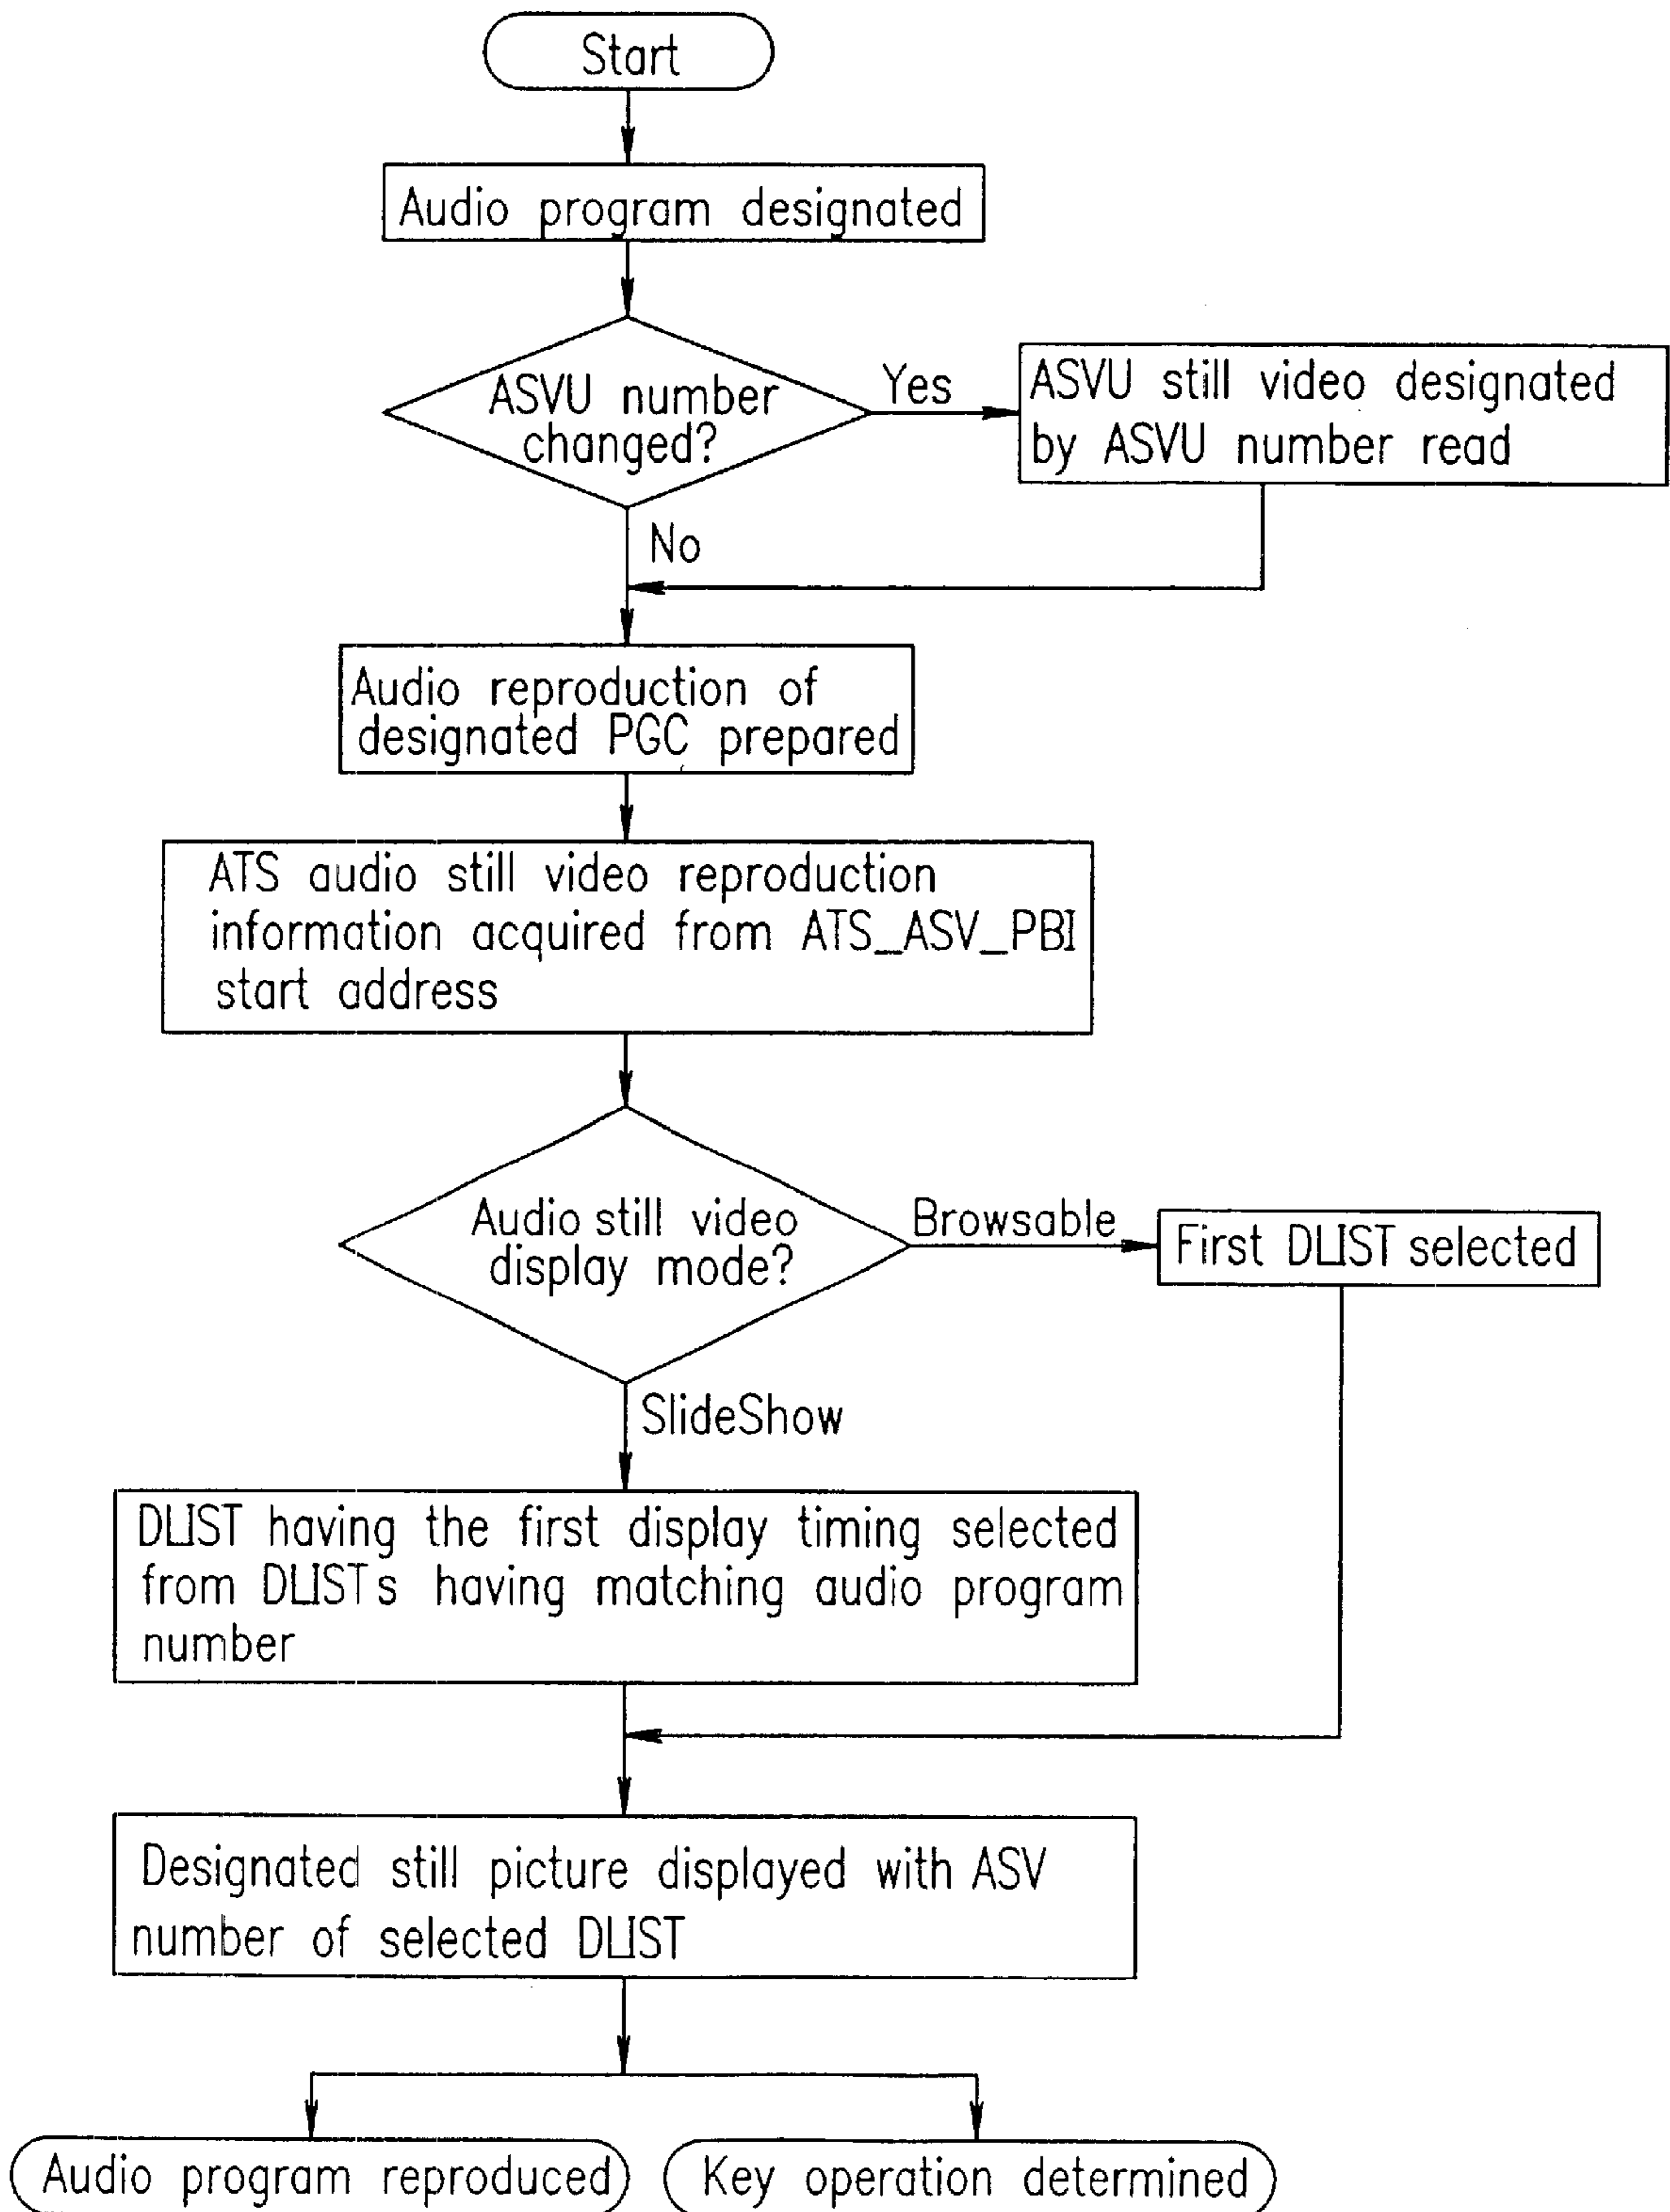 Start
Audio program designated
ASVU number
changed?
Yes
ASVU still video designated
by ASVU number read
No
Audio reproduction of
designated PGC prepared
ATS audio still video reproduction
information acquired from ATS_ASV_PBI
start address
Audio still video
display mode?
Browsable
First DLIST selected
SlideShow
DLIST having the first display timing selected
from DLISTs having matching audio program
number
Designated still picture displayed with ASV
number of selected DLIST
Audio program reproduced
Key operation determined